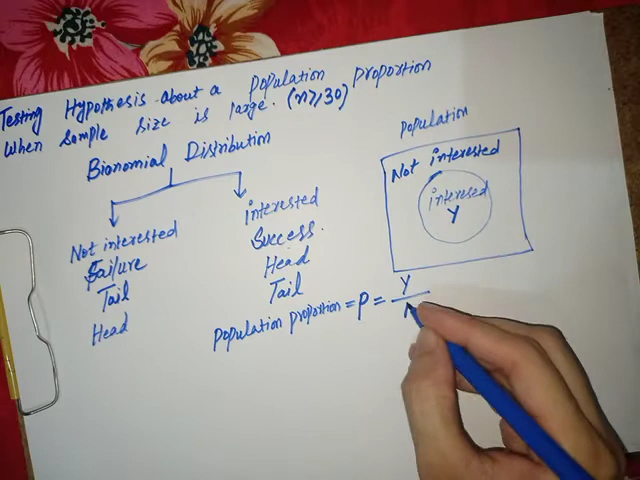 Testing Hypothesis about a Population proportion
When Sample Size is large. (n≥30)
Bionomial Distribution
Not interested
Failure
Tail
Head
interested
Success.
Head
Tail
Population
Not interested
interesed
Y
Population proportion = P = Y